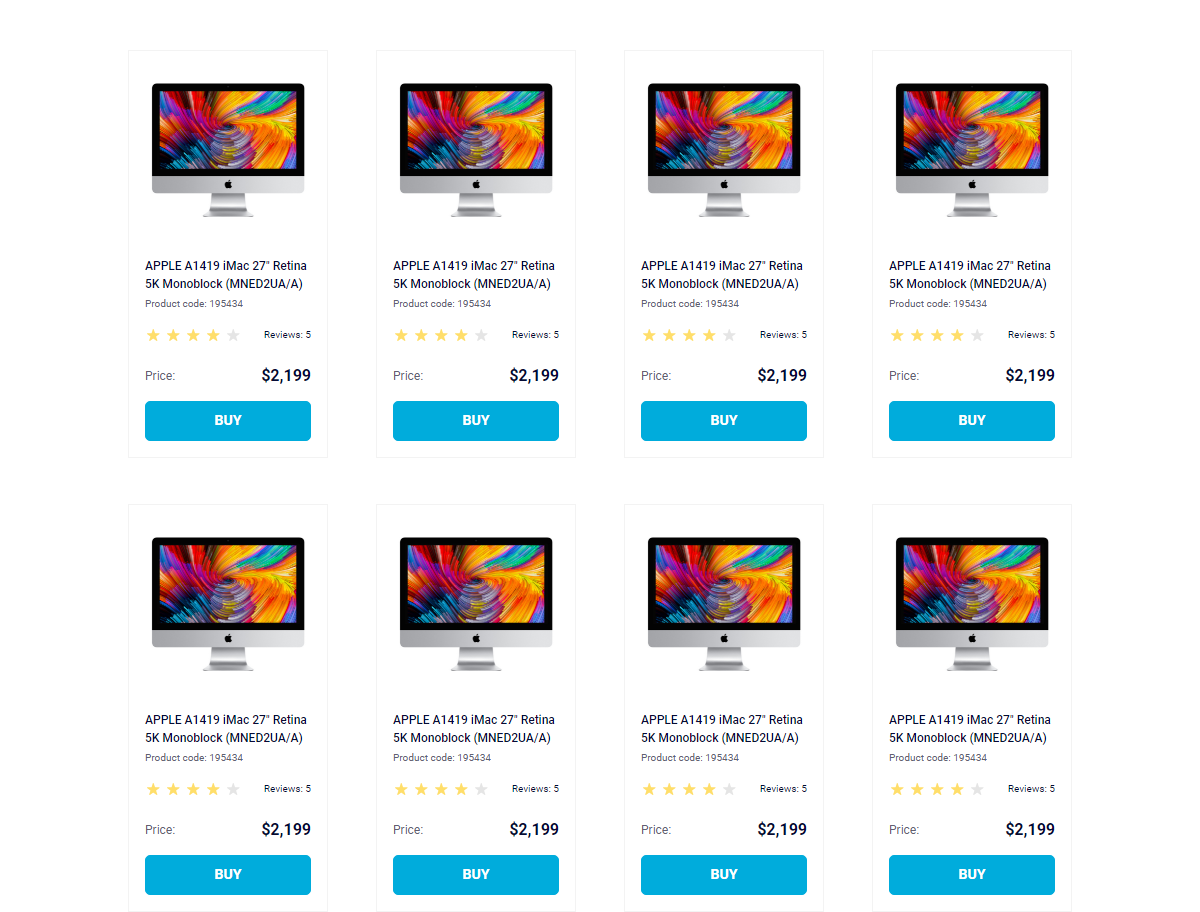 APPLE A1419 iMac 27" Retina
5K Monoblock (MNED2UA/A)
Product code: 195434
Reviews: 5
Price: $2,199
BUY
APPLE A1419 iMac 27" Retina
5K Monoblock (MNED2UA/A)
Product code: 195434
Reviews: 5
Price: $2,199
BUY
APPLE A1419 iMac 27" Retina
5K Monoblock (MNED2UA/A)
Product code: 195434
Reviews: 5
Price: $2,199
BUY
APPLE A1419 iMac 27" Retina
5K Monoblock (MNED2UA/A)
Product code: 195434
Reviews: 5
Price: $2,199
BUY
APPLE A1419 iMac 27" Retina
5K Monoblock (MNED2UA/A)
Product code: 195434
Reviews: 5
Price: $2,199
BUY
APPLE A1419 iMac 27" Retina
5K Monoblock (MNED2UA/A)
Product code: 195434
Reviews: 5
Price: $2,199
BUY
APPLE A1419 iMac 27" Retina
5K Monoblock (MNED2UA/A)
Product code: 195434
Reviews: 5
Price: $2,199
BUY
APPLE A1419 iMac 27" Retina
5K Monoblock (MNED2UA/A)
Product code: 195434
Reviews: 5
Price: $2,199
BUY